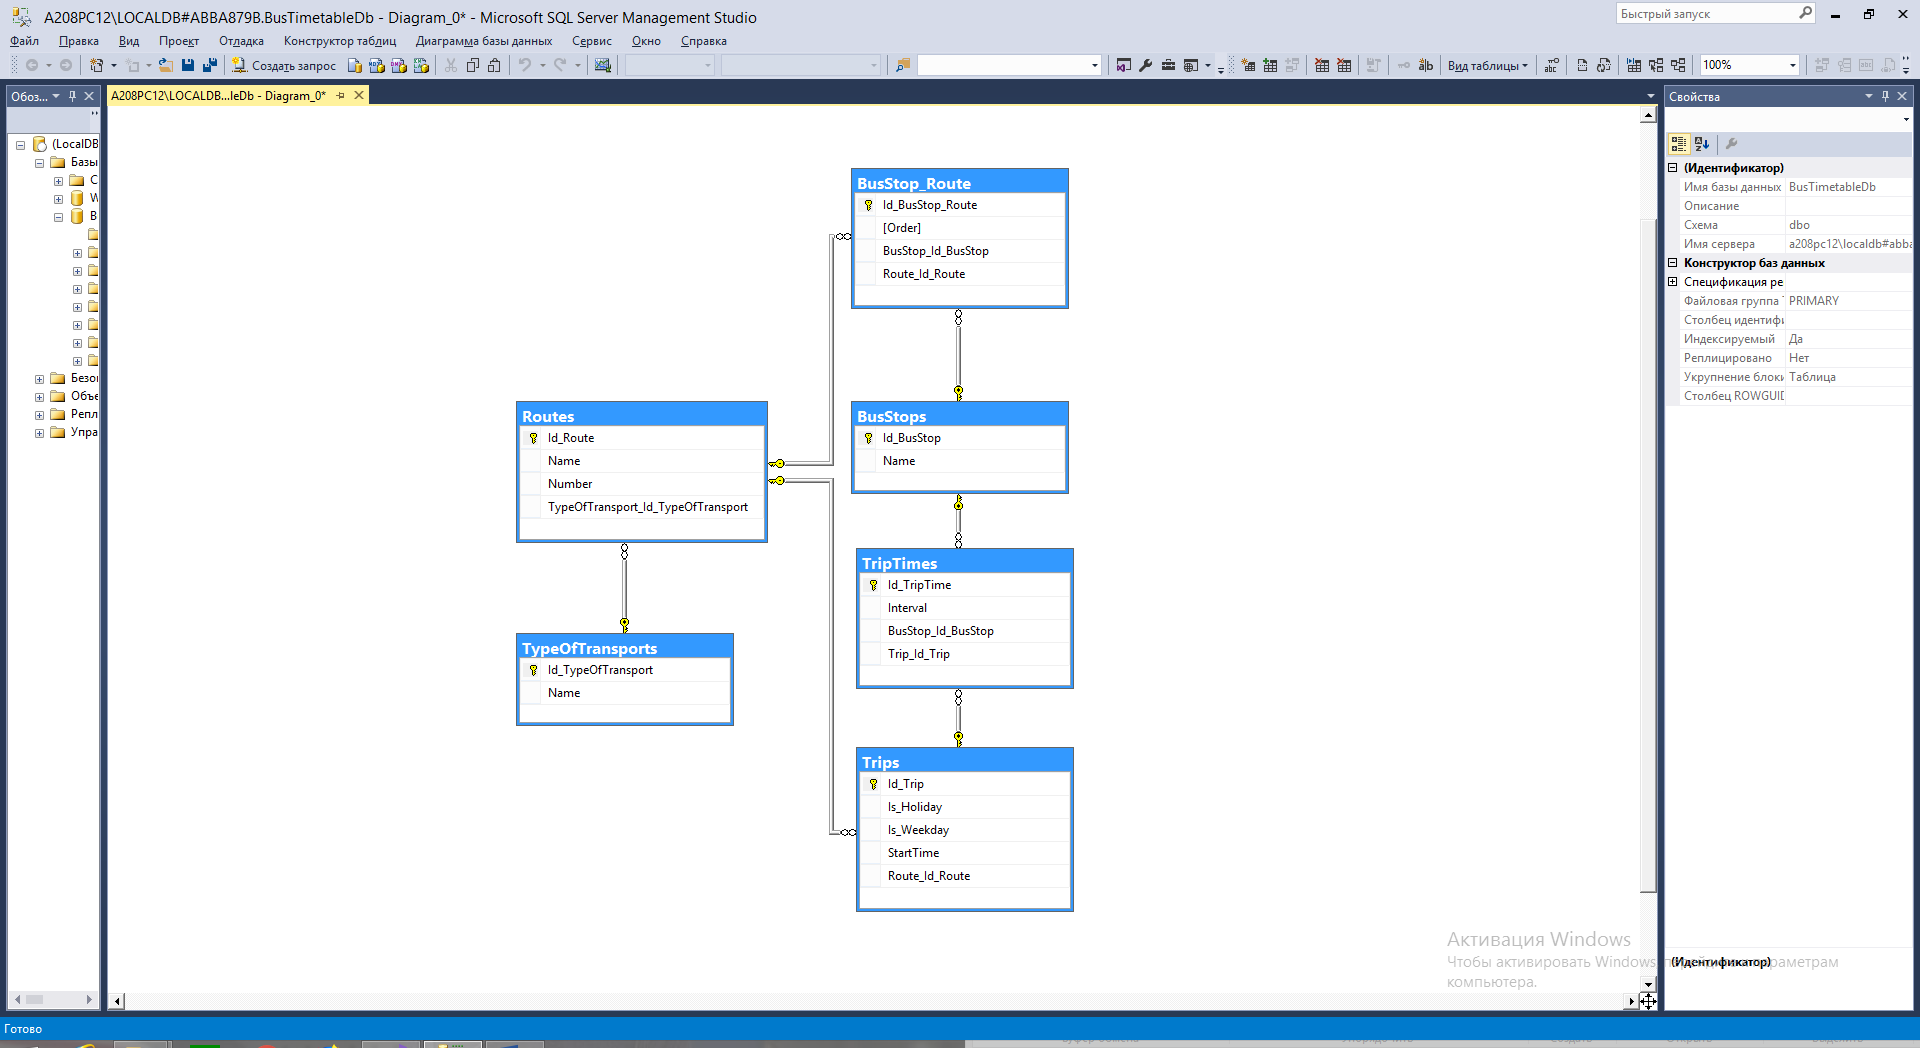 A208PC12\LOCALDB#ABBA879B.BusTimetableDb - Diagram_0* - Microsoft SQL Server Management Studio
Быстрый запуск
Файл Правка Вид Проект Отладка Конструктор таблиц Диаграмма базы данных Сервис Окно Справка
Создать запрос
Вид таблицы
100%
Обоз...
A208PC12\LOCALDB...leDb - Diagram_0*
Свойства
(LocalDB
Базы
С
W
B
Безо
Объе
Репл
Упра
BusStop_Route
Id_BusStop_Route
[Order]
BusStop_Id_BusStop
Route_Id_Route
Routes
Id_Route
Name
Number
TypeOfTransport_Id_TypeOfTransport
BusStops
Id_BusStop
Name
TripTimes
Id_TripTime
Interval
BusStop_Id_BusStop
Trip_Id_Trip
TypeOfTransports
Id_TypeOfTransport
Name
Trips
Id_Trip
Is_Holiday
Is_Weekday
StartTime
Route_Id_Route
(Идентификатор)
Имя базы данных BusTimetableDb
Описание
Схема dbo
Имя сервера a208pc12\localdb#abba
Конструктор баз данных
Спецификация ре
Файловая группа PRIMARY
Столбец идентифи
Индексируемый Да
Реплицировано Нет
Укрупнение блоки Таблица
Столбец ROWGUID
(Идентификатор)
Активация Windows
Чтобы активировать Windows, параметрам
компьютера.
Готово